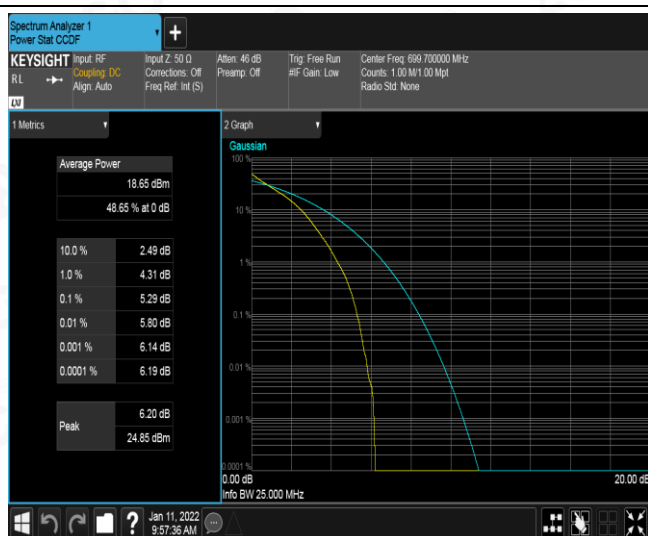 Spectrum Analyzer 1
Power Stat CCDF
+
KEYSIGHT
RL
LXI
Input: RF
Coupling: DC
Align: Auto
Input Z: 50 Ω
Corrections: Off
Freq Ref: Int (S)
Atten: 46 dB
Preamp: Off
Trig: Free Run
#IF Gain: Low
Center Freq: 699.700000 MHz
Counts: 1.00 M/1.00 Mpt
Radio Std: None
1 Metrics
Average Power
18.65 dBm
48.65 % at 0 dB
10.0 % 2.49 dB
1.0 % 4.31 dB
0.1 % 5.29 dB
0.01 % 5.80 dB
0.001 % 6.14 dB
0.0001 % 6.19 dB
Peak 6.20 dB
24.85 dBm
2 Graph
Gaussian
100 %
10 %
1 %
0.1 %
0.01 %
0.001 %
0.0001 %
0.00 dB 20.00 dB
Info BW 25.000 MHz
?
Jan 11, 2022
9:57:36 AM